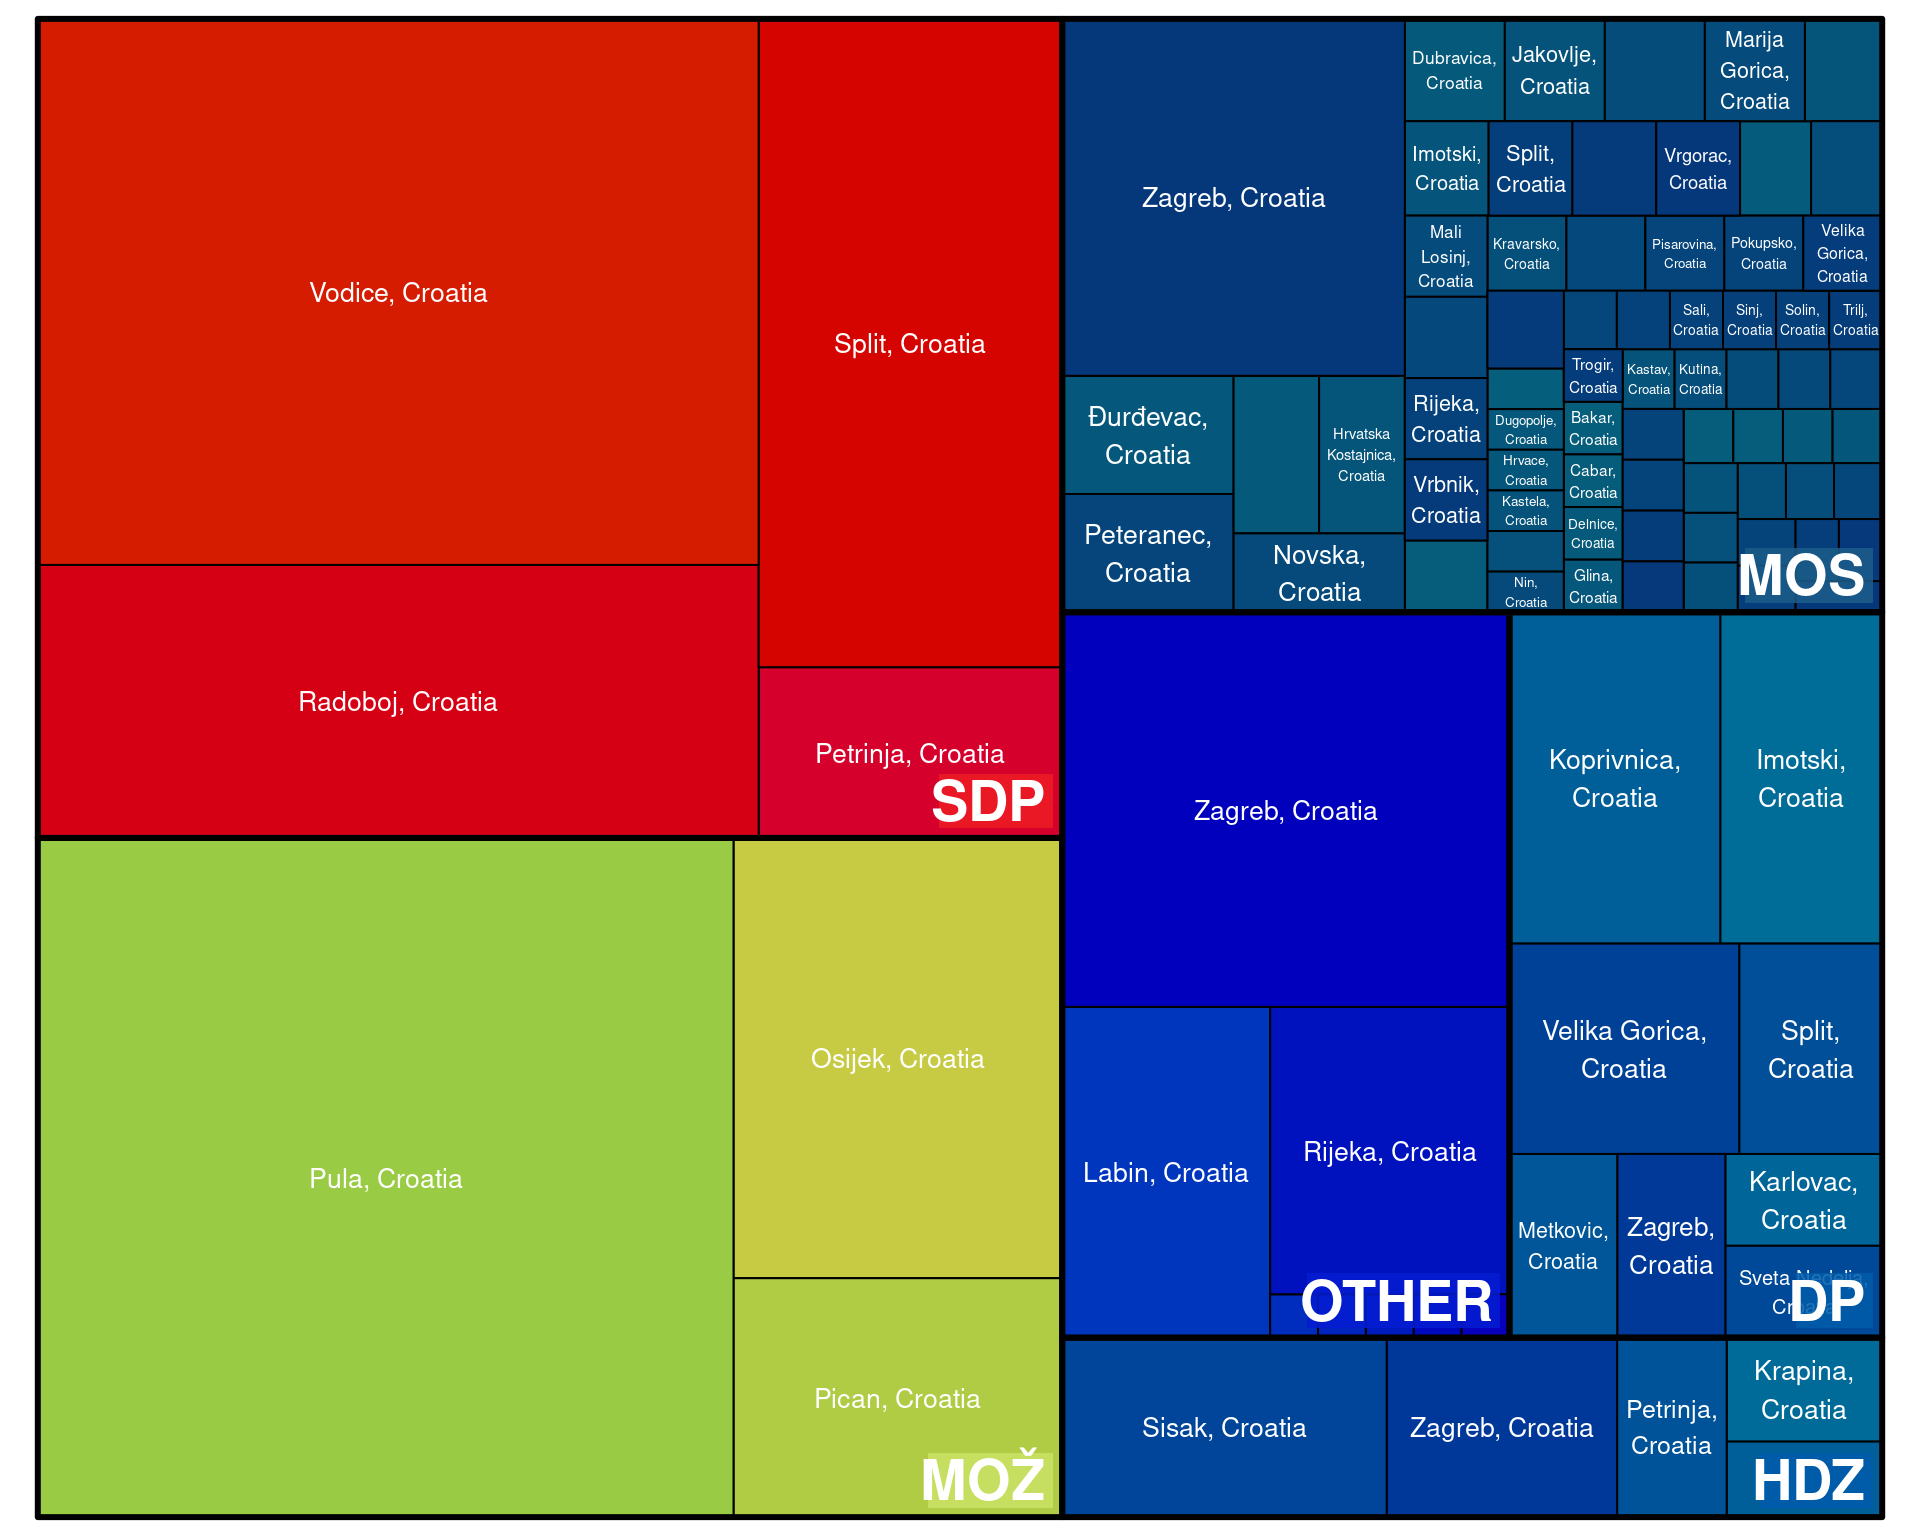 Vodice, Croatia
Split, Croatia
Radoboj, Croatia
Petrinja, Croatia
SDP
Pula, Croatia
Osijek, Croatia
Pican, Croatia
MOŽ
Zagreb, Croatia
Đurđevac,
Croatia
Peteranec,
Croatia
Hrvatska
Kostajnica,
Croatia
Novska,
Croatia
Dubravica,
Croatia
Jakovlje,
Croatia
Marija
Gorica,
Croatia
Imotski,
Croatia
Split,
Croatia
Vrgorac,
Croatia
Mali
Losinj,
Croatia
Kravarsko,
Croatia
Pisarovina,
Croatia
Pokupsko,
Croatia
Velika
Gorica,
Croatia
Sali,
Croatia
Sinj,
Croatia
Solin,
Croatia
Trilj,
Croatia
Rijeka,
Croatia
Vrbnik,
Croatia
Dugopolje,
Croatia
Hrvace,
Croatia
Kastela,
Croatia
Nin,
Croatia
Trogir,
Croatia
Kastav,
Croatia
Kutina,
Croatia
Bakar,
Croatia
Cabar,
Croatia
Delnice,
Croatia
Glina,
Croatia
MOS
Zagreb, Croatia
Labin, Croatia
Rijeka, Croatia
OTHER
Koprivnica,
Croatia
Imotski,
Croatia
Velika Gorica,
Croatia
Split,
Croatia
Metkovic,
Croatia
Zagreb,
Croatia
Karlovac,
Croatia
Sveta Nedelja,
Croatia
DP
Sisak, Croatia
Zagreb, Croatia
Petrinja,
Croatia
Krapina,
Croatia
HDZ